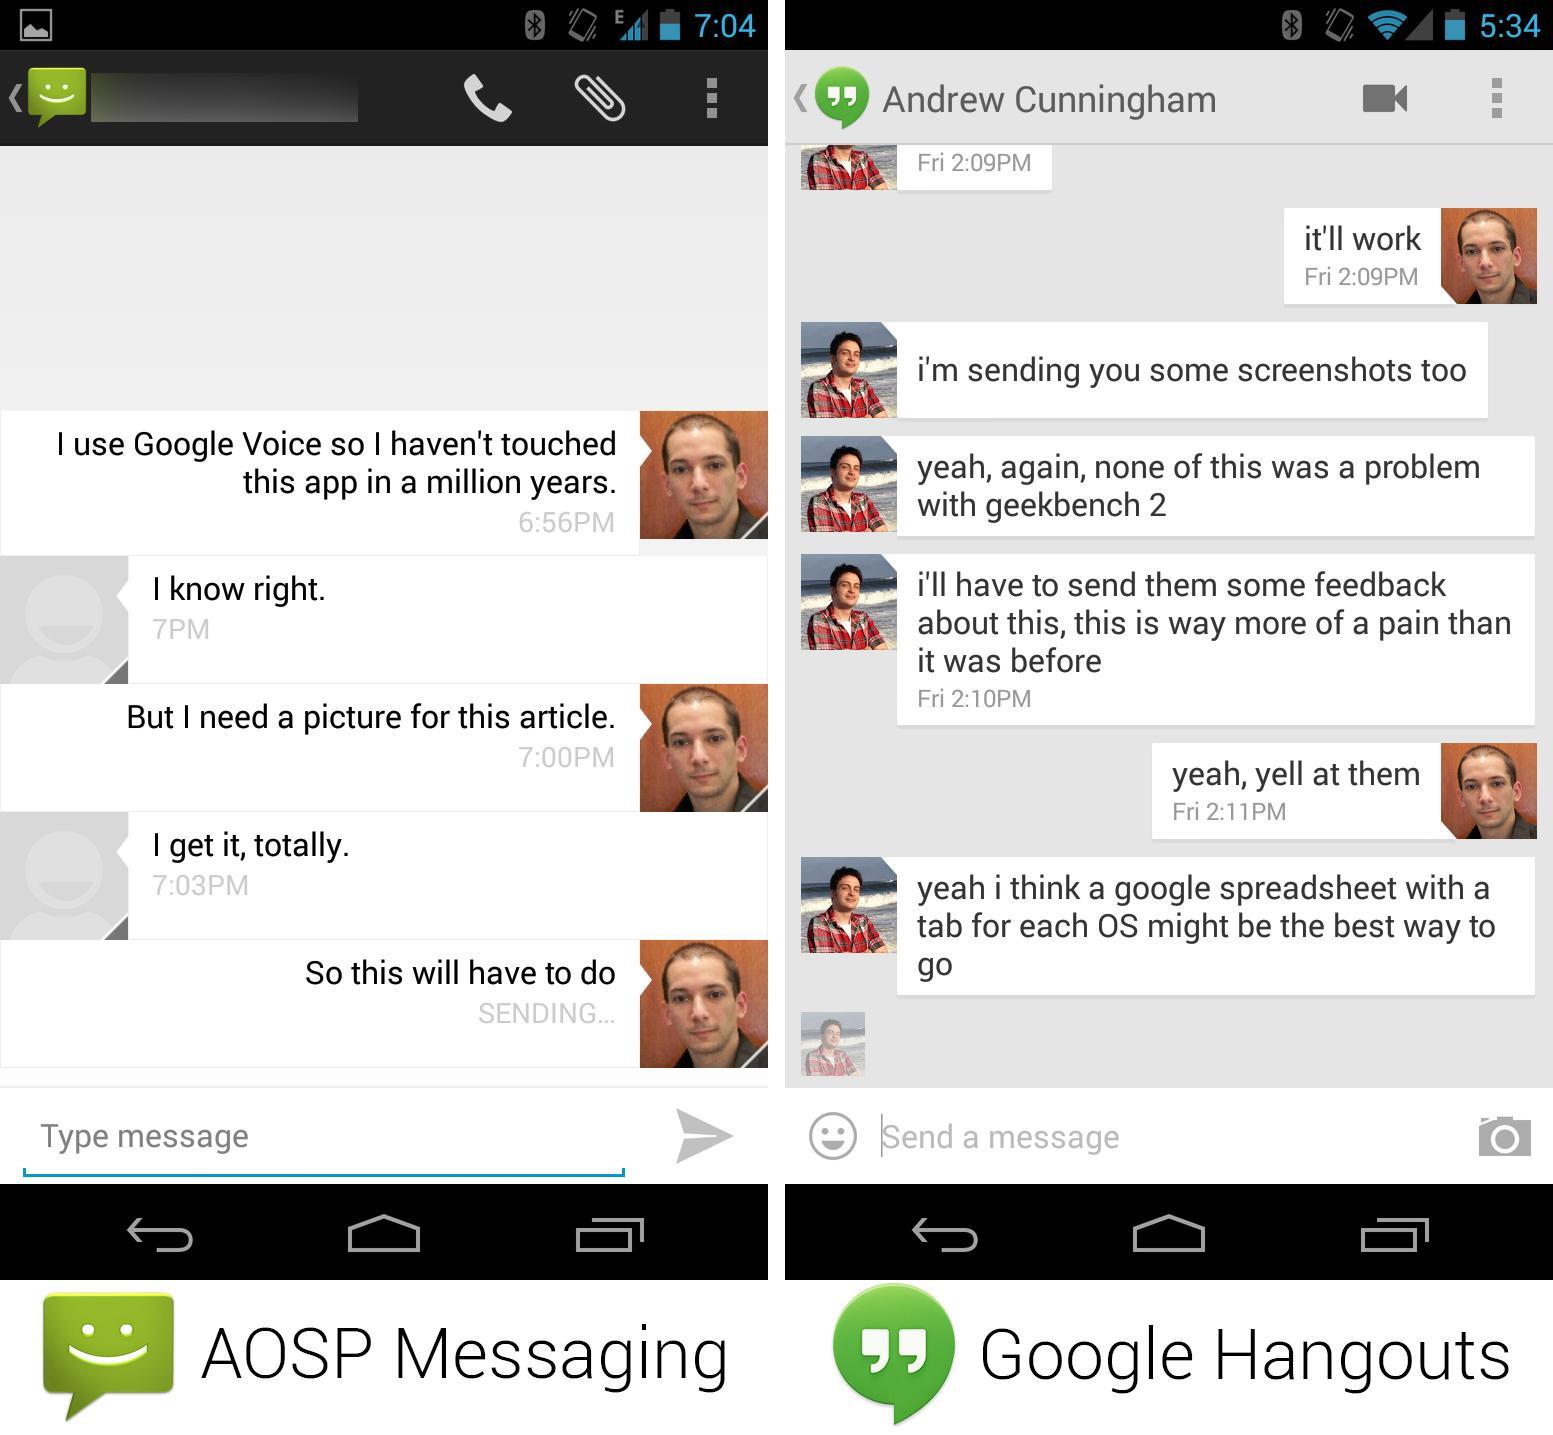 E 7:04
I use Google Voice so I haven't touched
this app in a million years.
6:56PM
I know right.
7PM
But I need a picture for this article.
7:00PM
I get it, totally.
7:03PM
So this will have to do
SENDING...
Type message
AOSP Messaging
5:34
Andrew Cunningham
Fri 2:09PM
it'll work
Fri 2:09PM
i'm sending you some screenshots too
yeah, again, none of this was a problem
with geekbench 2
i'll have to send them some feedback
about this, this is way more of a pain than
it was before
Fri 2:10PM
yeah, yell at them
Fri 2:11PM
yeah i think a google spreadsheet with a
tab for each OS might be the best way to
go
Send a message
Google Hangouts